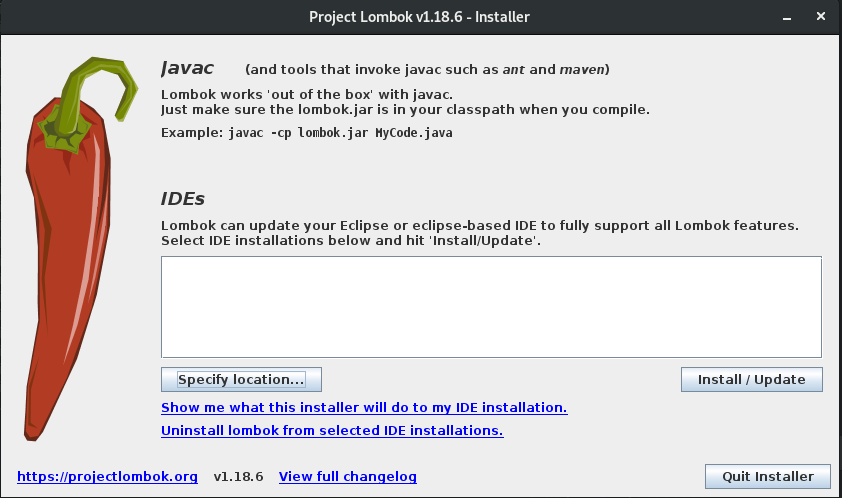 Project Lombok v1.18.6 - Installer
Javac (and tools that invoke javac such as ant and maven)
Lombok works 'out of the box' with javac.
Just make sure the lombok.jar is in your classpath when you compile.
Example: javac -cp lombok.jar MyCode.java
IDEs
Lombok can update your Eclipse or eclipse-based IDE to fully support all Lombok features.
Select IDE installations below and hit 'Install/Update'.
Specify location... Install / Update
Show me what this installer will do to my IDE installation.
Uninstall lombok from selected IDE installations.
https://projectlombok.org v1.18.6 View full changelog Quit Installer